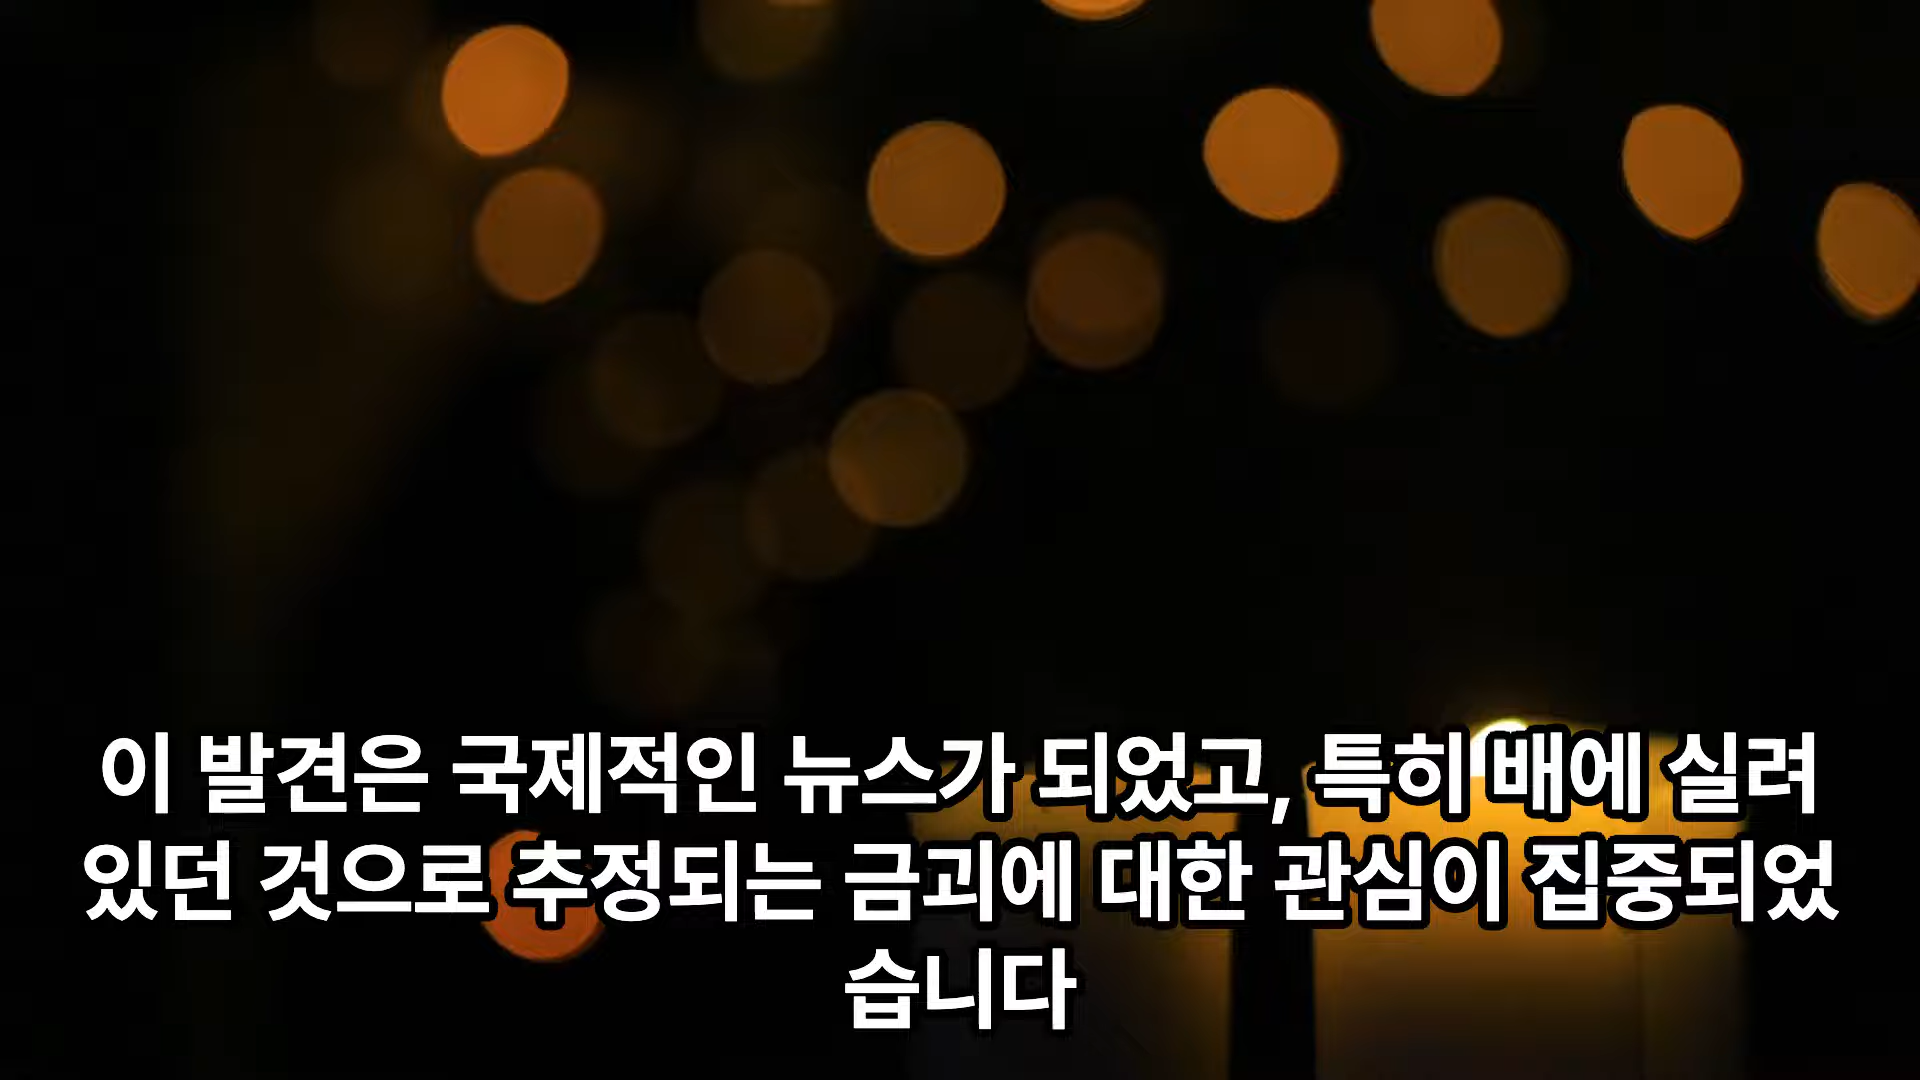 이 발견은 국제적인 뉴스가 되었고, 특히 배에 실려
있던 것으로 추정되는 금괴에 대한 관심이 집중되었
습니다